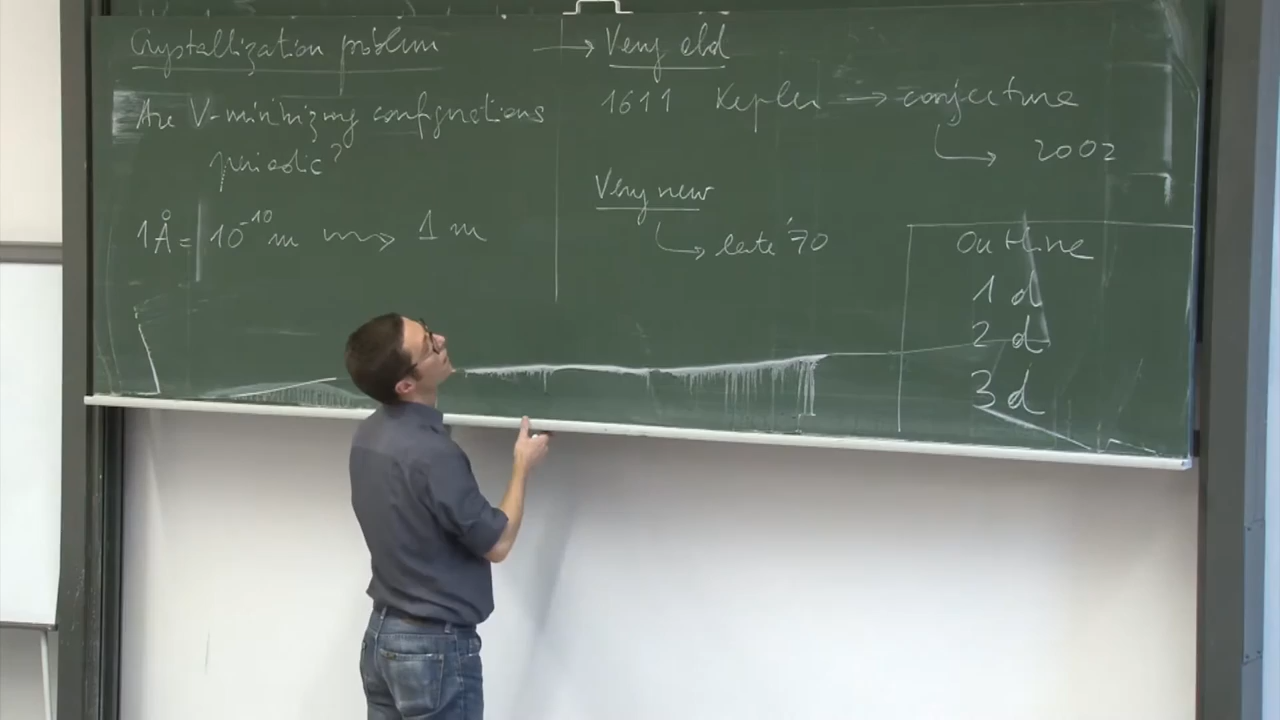 Crystallization problem
Are V-minimizing configurations
periodic?
1Å = 10⁻¹⁰ m ⇝ 1 m
→ Very old
1611 Kepler → conjecture
↳ 2002
Very new
↳ late '70
Outline
1 d
2 d
3 d